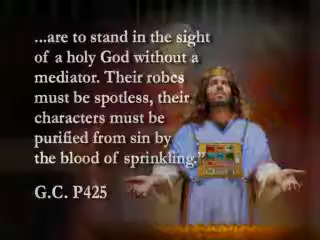 ...are to stand in the sight
of a holy God without a
mediator. Their robes
must be spotless, their
characters must be
purified from sin by
the blood of sprinkling.”
G.C. P425